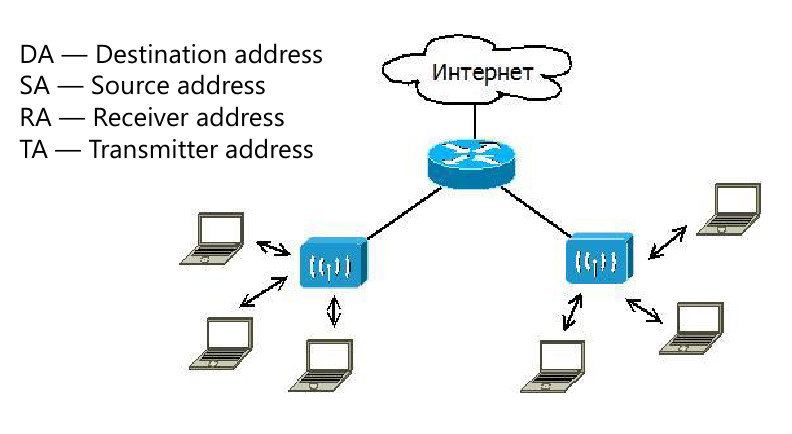 DA — Destination address
SA — Source address
RA — Receiver address
TA — Transmitter address
Интернет